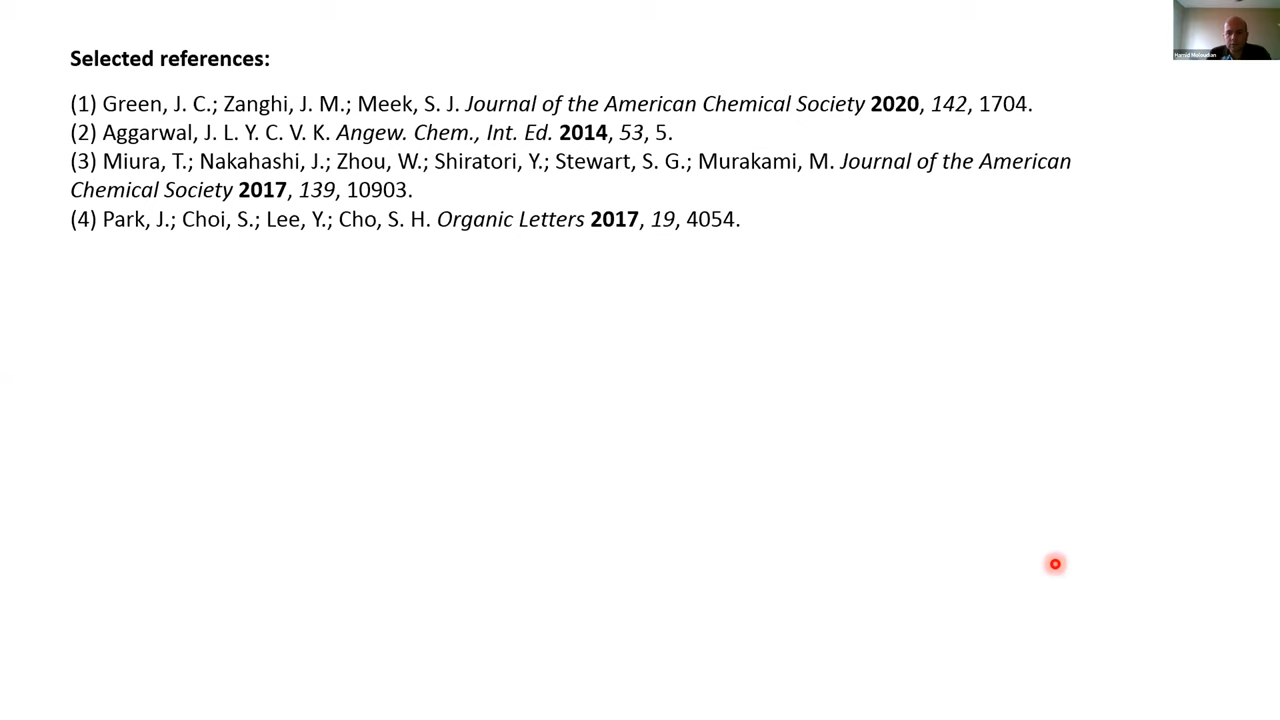 Selected references:
(1) Green, J. C.; Zanghi, J. M.; Meek, S. J. Journal of the American Chemical Society 2020, 142, 1704.
(2) Aggarwal, J. L. Y. C. V. K. Angew. Chem., Int. Ed. 2014, 53, 5.
(3) Miura, T.; Nakahashi, J.; Zhou, W.; Shiratori, Y.; Stewart, S. G.; Murakami, M. Journal of the American
Chemical Society 2017, 139, 10903.
(4) Park, J.; Choi, S.; Lee, Y.; Cho, S. H. Organic Letters 2017, 19, 4054.
Hamid